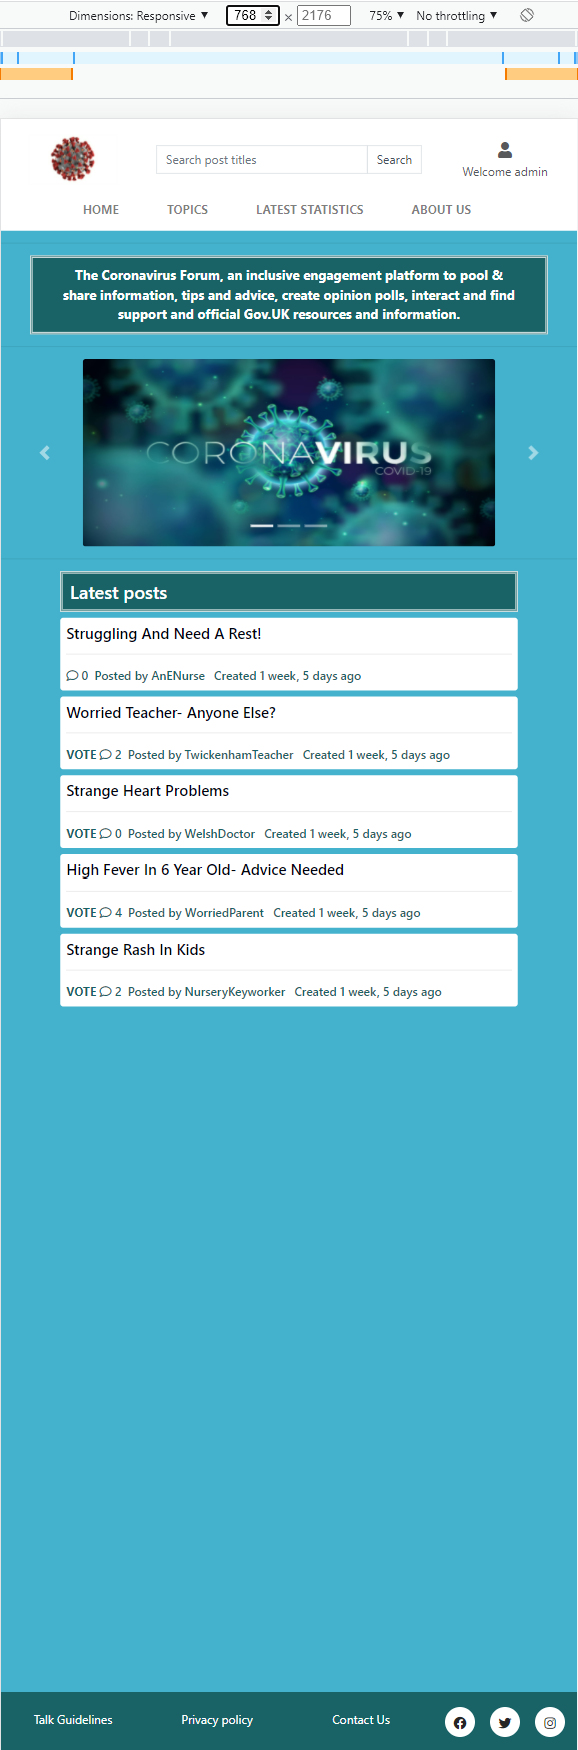 Dimensions: Responsive ▼ 768 × 2176 75% ▼ No throttling ▼
Search post titles Search
Welcome admin
HOME TOPICS LATEST STATISTICS ABOUT US
The Coronavirus Forum, an inclusive engagement platform to pool &
share information, tips and advice, create opinion polls, interact and find
support and official Gov.UK resources and information.
CORONAVIRUS
COVID-19
Latest posts
Struggling And Need A Rest!
0 Posted by AnENurse Created 1 week, 5 days ago
Worried Teacher- Anyone Else?
VOTE 2 Posted by TwickenhamTeacher Created 1 week, 5 days ago
Strange Heart Problems
VOTE 0 Posted by WelshDoctor Created 1 week, 5 days ago
High Fever In 6 Year Old- Advice Needed
VOTE 4 Posted by WorriedParent Created 1 week, 5 days ago
Strange Rash In Kids
VOTE 2 Posted by NurseryKeyworker Created 1 week, 5 days ago
Talk Guidelines Privacy policy Contact Us